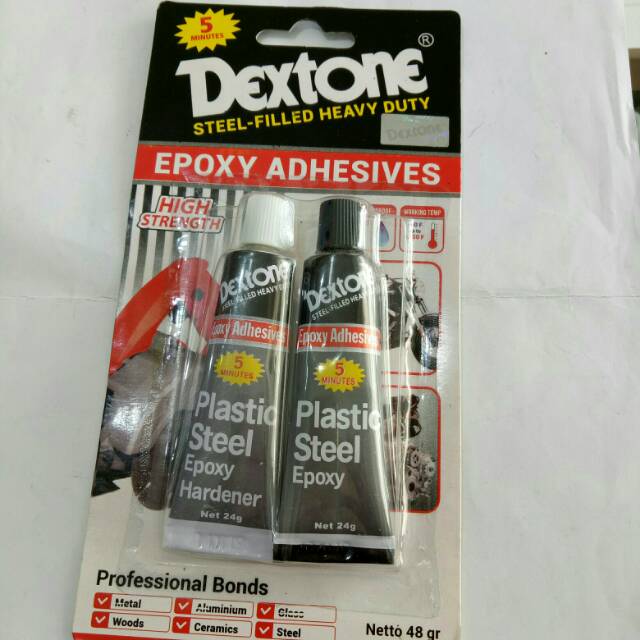 5
MINUTES
Dextone®
STEEL-FILLED HEAVY DUTY
Dextone
EPOXY ADHESIVES
HIGH
STRENGTH
WORKING TEMP
Dextone
STEEL-FILLED HEAVY
Epoxy Adhesives
5
MINUTES
Plastic
Steel
Epoxy
Hardener
Net 24g
Dextone
STEEL-FILLED HEAVY
Epoxy Adhesives
5
MINUTES
Plastic
Steel
Epoxy
Net 24g
Professional Bonds
Metal
Aluminium
Glass
Woods
Ceramics
Steel
Netto 48 gr